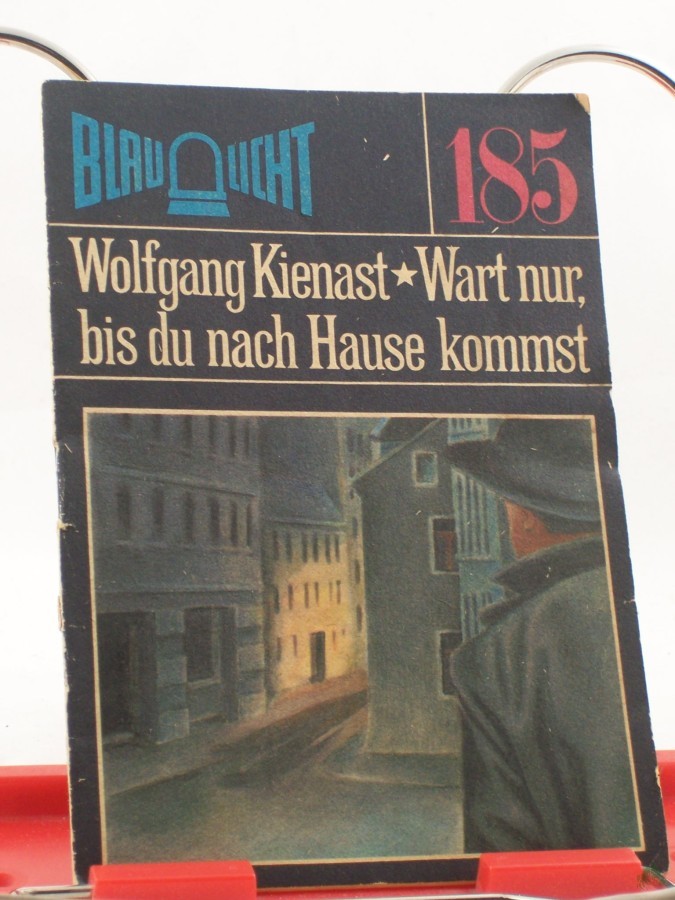 BLAULICHT
185
Wolfgang Kienast★Wart nur,
bis du nach Hause kommst